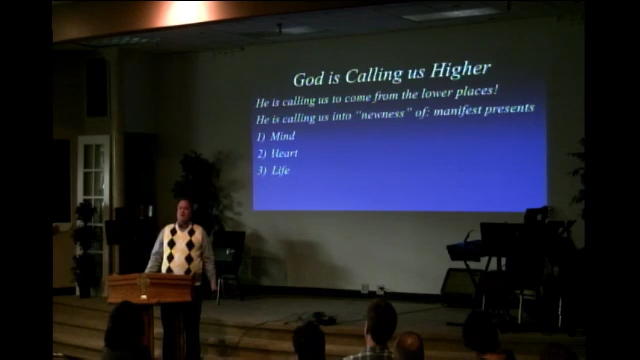 God is Calling us Higher
He is calling us to come from the lower places!
He is calling us into "newness" of: manifest presents
1) Mind
2) Heart
3) Life